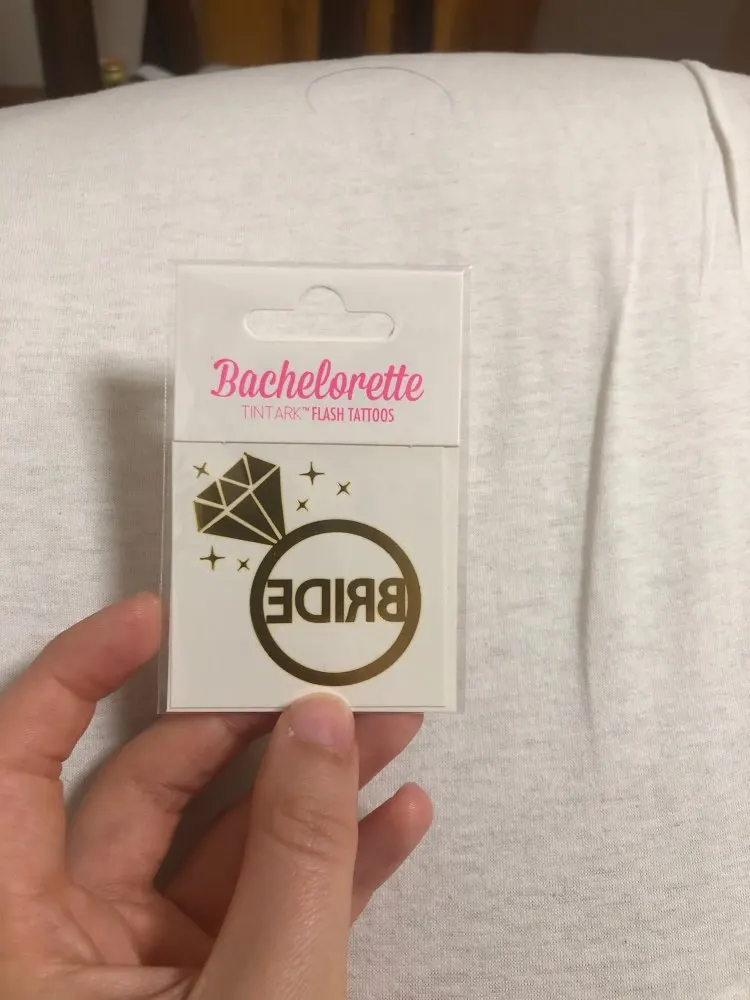 Bachelorette
TINTARK™ FLASH TATTOOS
BRIDE